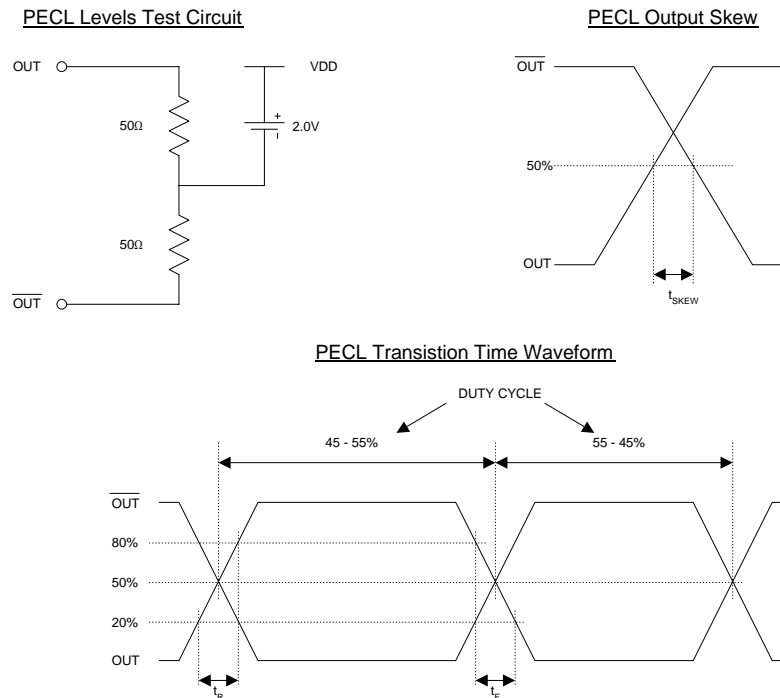 PECL Levels Test Circuit
OUT
VDD
50Ω
+
-
2.0V
50Ω
OUT
PECL Output Skew
OUT
50%
OUT
tSKEW
PECL Transistion Time Waveform
DUTY CYCLE
45 - 55%
55 - 45%
OUT
80%
50%
20%
OUT
tR
tF